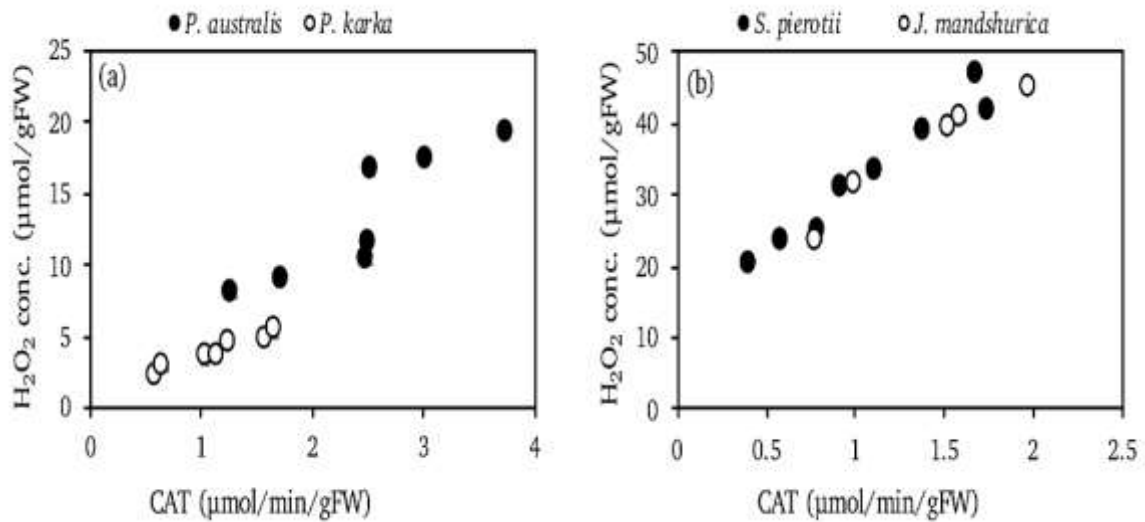 ● P. australis ○ P. karka
(a)
25
20
15
10
5
0
H₂O₂ conc. (µmol/gFW)
0 1 2 3 4
CAT (µmol/min/gFW)
● S. pierotii ○ J. mandshurica
(b)
50
40
30
20
10
0
H₂O₂ conc. (µmol/gFW)
0 0.5 1 1.5 2 2.5
CAT (µmol/min/gFW)